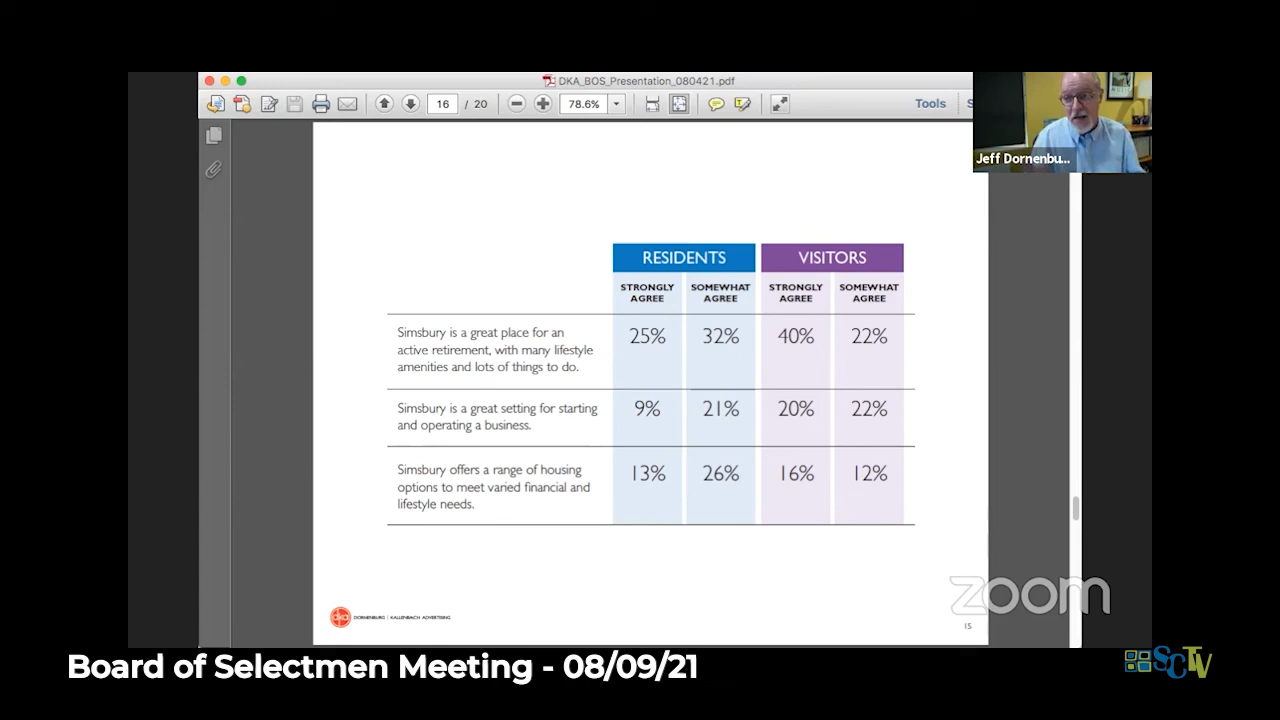 DKA_BOS_Presentation_080421.pdf
16 / 20
78.6%
Tools
Jeff Dornenbu...
RESIDENTS VISITORS
STRONGLY AGREE SOMEWHAT AGREE STRONGLY AGREE SOMEWHAT AGREE
Simsbury is a great place for an
active retirement, with many lifestyle
amenities and lots of things to do.
25% 32% 40% 22%
Simsbury is a great setting for starting
and operating a business.
9% 21% 20% 22%
Simsbury offers a range of housing
options to meet varied financial and
lifestyle needs.
13% 26% 16% 12%
DORNENBURG | KALLENBACH ADVERTISING
15
zoom
Board of Selectmen Meeting - 08/09/21
SCTV